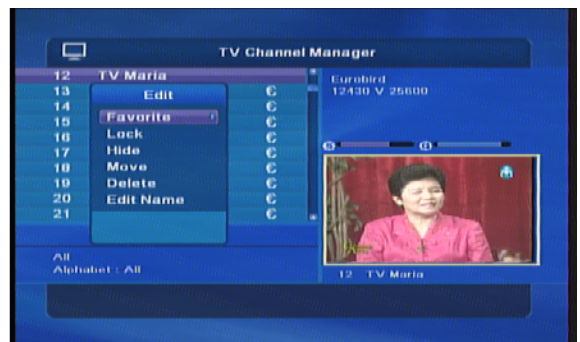 TV Channel Manager
12 TV Maria
13 €
14 €
15 €
16 €
17 €
18 €
19 €
20 €
21 €
Edit
Favorite
Lock
Hide
Move
Delete
Edit Name
Eurobird
12430 V 25600
All
Alphabet : All
12 TV Maria